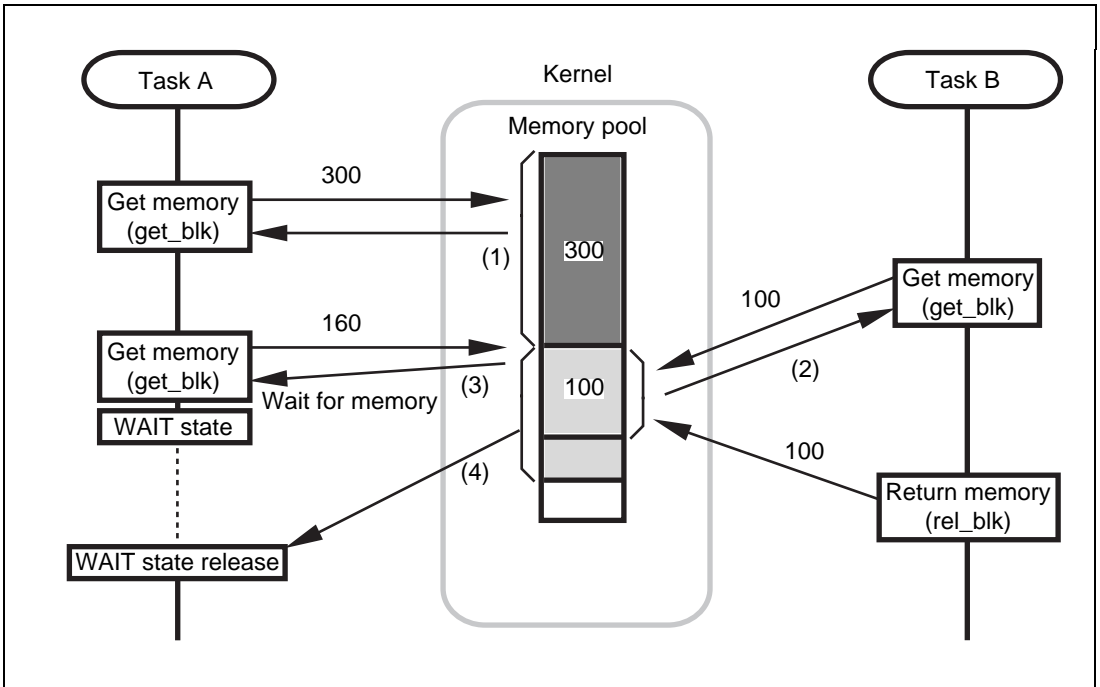 Task A
Kernel
Task B
Memory pool
300
Get memory
(get_blk)
(1)
300
Get memory
(get_blk)
100
160
Get memory
(get_blk)
(2)
(3)
100
Wait for memory
WAIT state
100
(4)
Return memory
(rel_blk)
WAIT state release